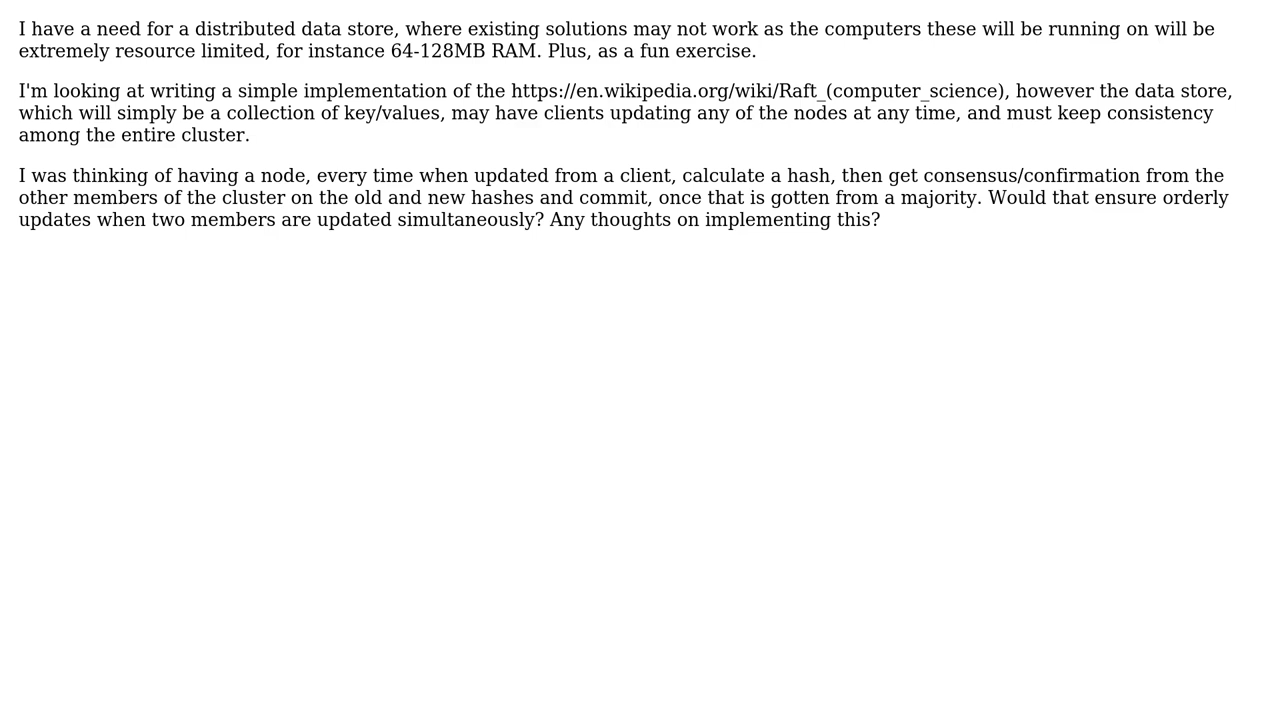 I have a need for a distributed data store, where existing solutions may not work as the computers these will be running on will be
extremely resource limited, for instance 64-128MB RAM. Plus, as a fun exercise.
I'm looking at writing a simple implementation of the https://en.wikipedia.org/wiki/Raft_(computer_science), however the data store,
which will simply be a collection of key/values, may have clients updating any of the nodes at any time, and must keep consistency
among the entire cluster.
I was thinking of having a node, every time when updated from a client, calculate a hash, then get consensus/confirmation from the
other members of the cluster on the old and new hashes and commit, once that is gotten from a majority. Would that ensure orderly
updates when two members are updated simultaneously? Any thoughts on implementing this?